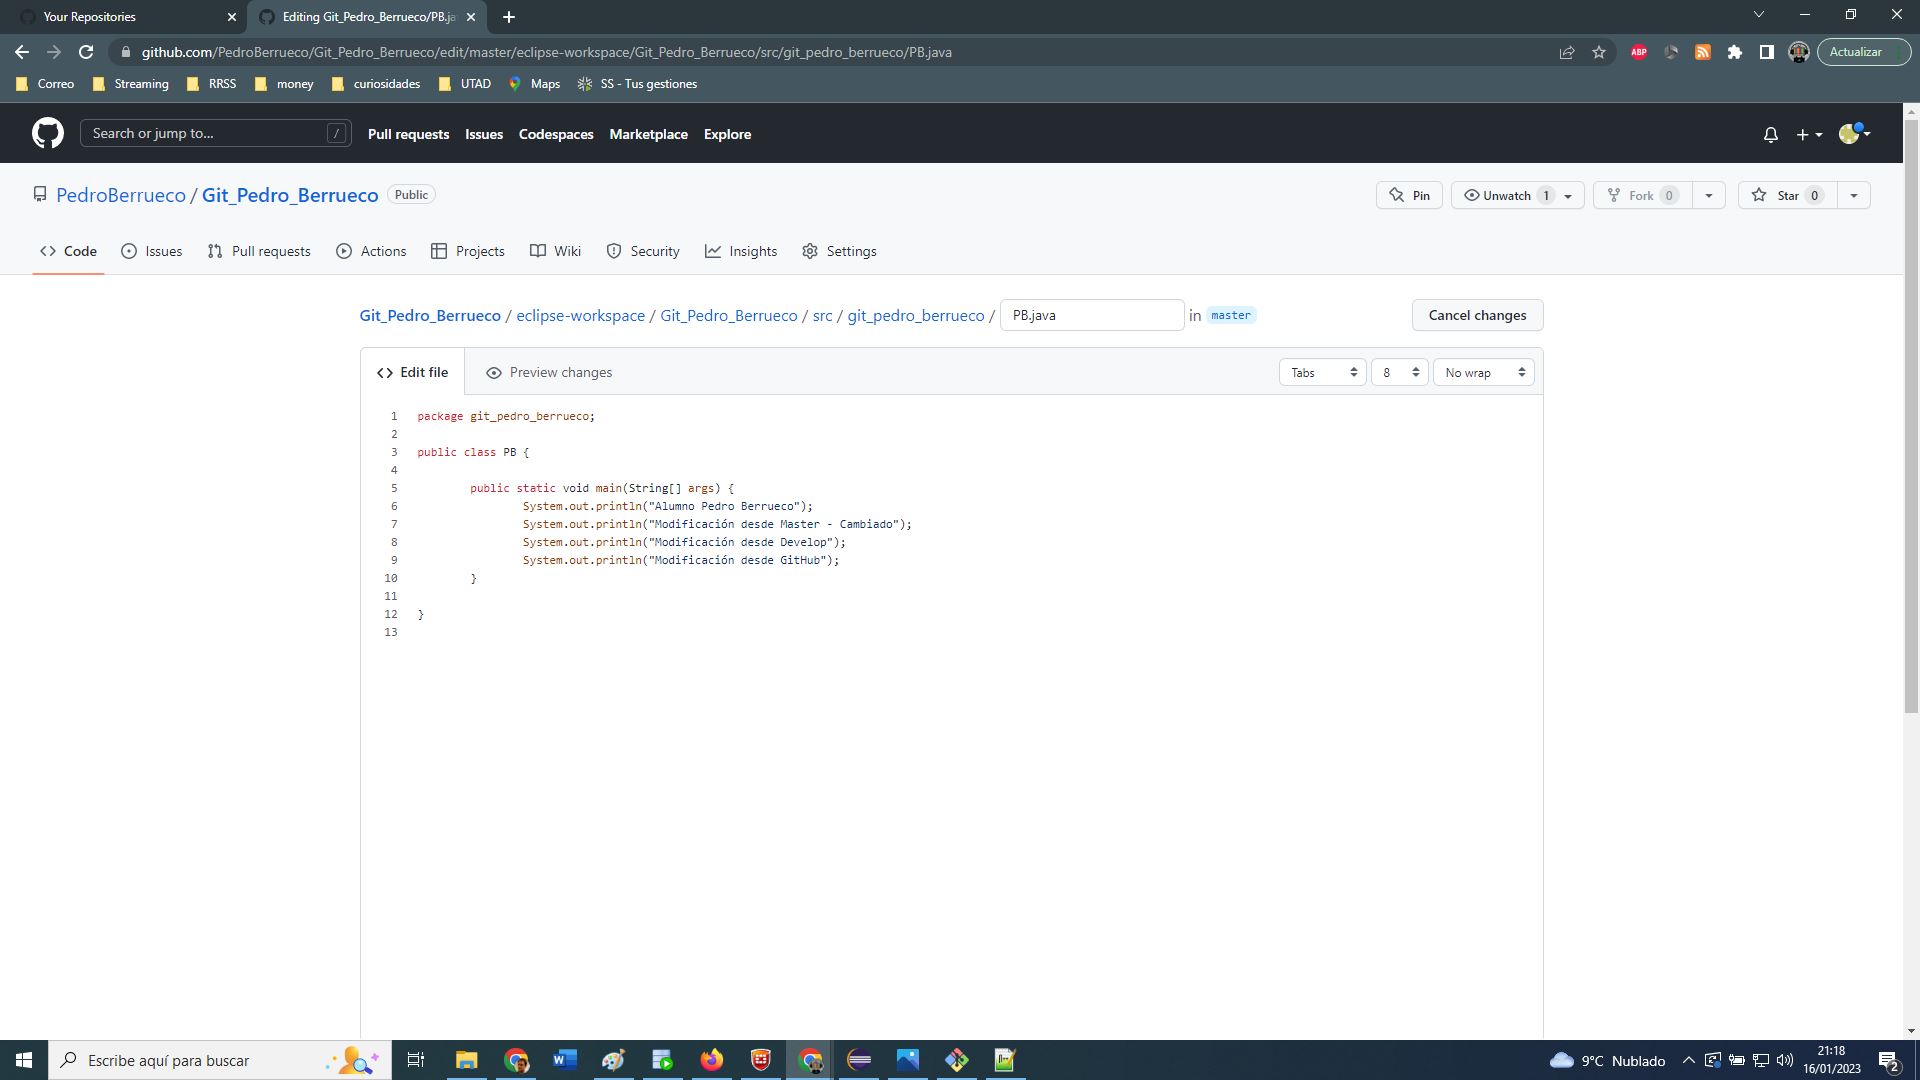 Your Repositories
Editing Git_Pedro_Berrueco/PB.ja
github.com/PedroBerrueco/Git_Pedro_Berrueco/edit/master/eclipse-workspace/Git_Pedro_Berrueco/src/git_pedro_berrueco/PB.java
ABP
Actualizar
Correo Streaming RRSS money curiosidades UTAD Maps SS - Tus gestiones
Search or jump to... / Pull requests Issues Codespaces Marketplace Explore
PedroBerrueco / Git_Pedro_Berrueco Public Pin Unwatch 1 Fork 0 Star 0
Code Issues Pull requests Actions Projects Wiki Security Insights Settings
Git_Pedro_Berrueco / eclipse-workspace / Git_Pedro_Berrueco / src / git_pedro_berrueco / PB.java in master Cancel changes
Edit file Preview changes Tabs 8 No wrap
1 package git_pedro_berrueco;
2
3 public class PB {
4
5 public static void main(String[] args) {
6 System.out.println("Alumno Pedro Berrueco");
7 System.out.println("Modificación desde Master - Cambiado");
8 System.out.println("Modificación desde Develop");
9 System.out.println("Modificación desde GitHub");
10 }
11
12 }
13
Escribe aquí para buscar
9°C Nublado
21:18
16/01/2023
2